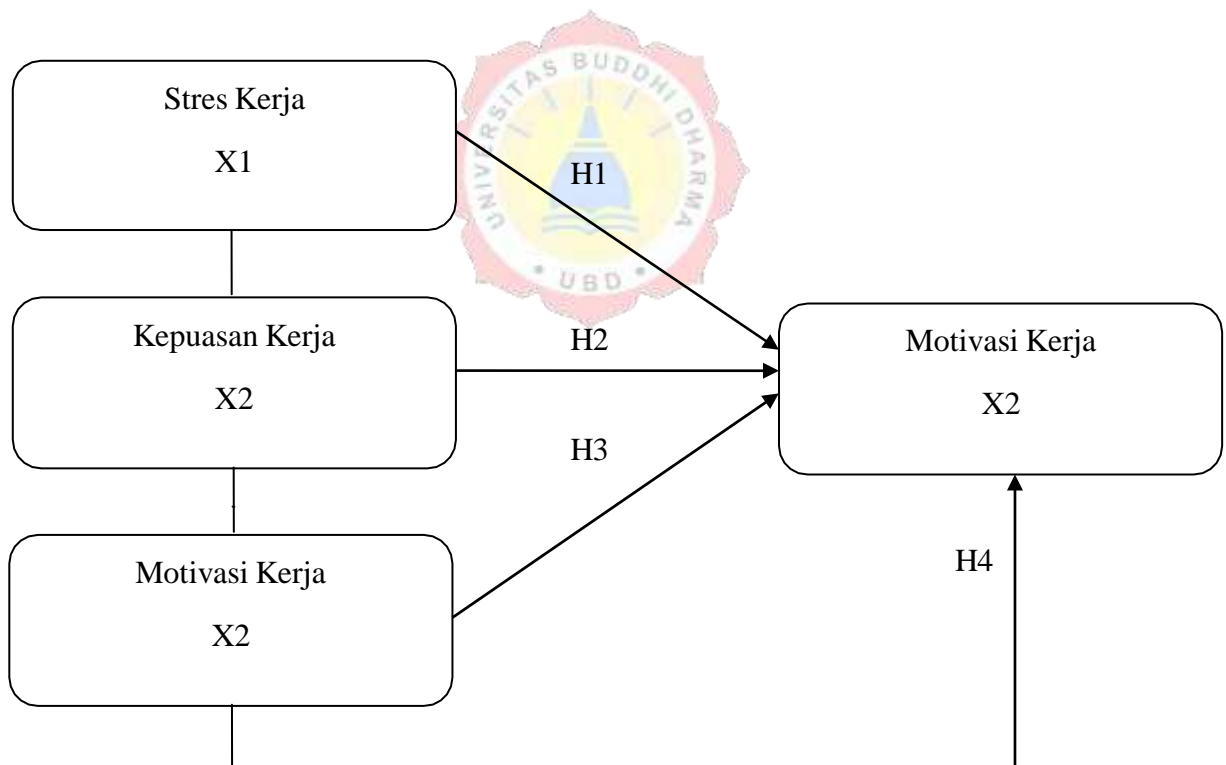 UNIVERSITAS BUDDHI DHARMA
• UBD •
Stres Kerja
X1
H1
Kepuasan Kerja
X2
H2
Motivasi Kerja
X2
H3
Motivasi Kerja
X2
H4